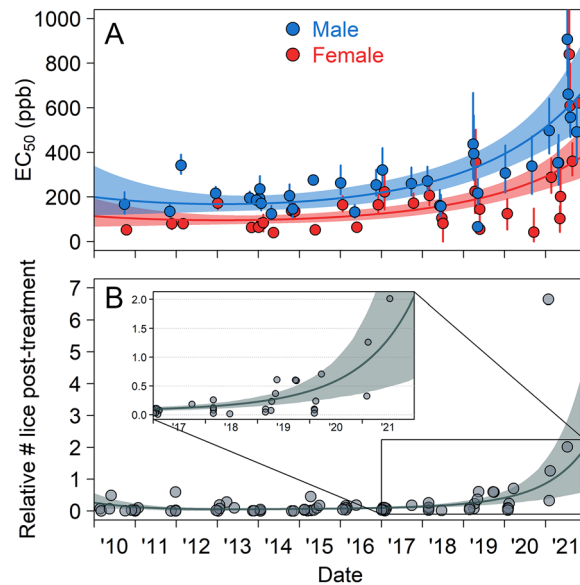 A
Male
Female
EC50 (ppb)
1000
800
600
400
200
0
B
Relative # lice post-treatment
7
6
5
4
3
2
1
0
2.0
1.5
1.0
0.5
0.0
'17 '18 '19 '20 '21
'10 '11 '12 '13 '14 '15 '16 '17 '18 '19 '20 '21
Date